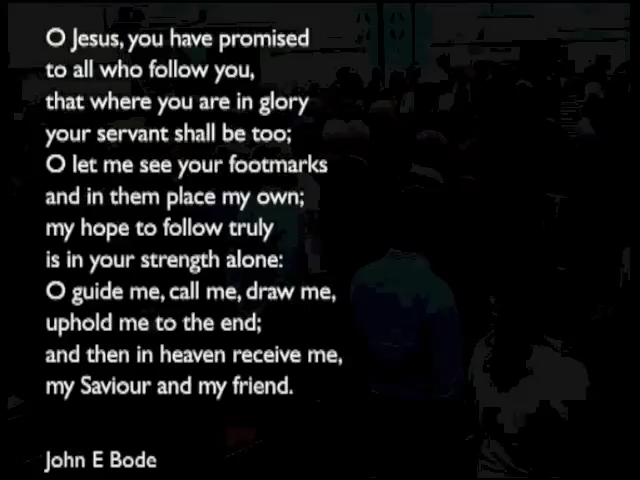 O Jesus, you have promised
to all who follow you,
that where you are in glory
your servant shall be too;
O let me see your footmarks
and in them place my own;
my hope to follow truly
is in your strength alone:
O guide me, call me, draw me,
uphold me to the end;
and then in heaven receive me,
my Saviour and my friend.
John E Bode